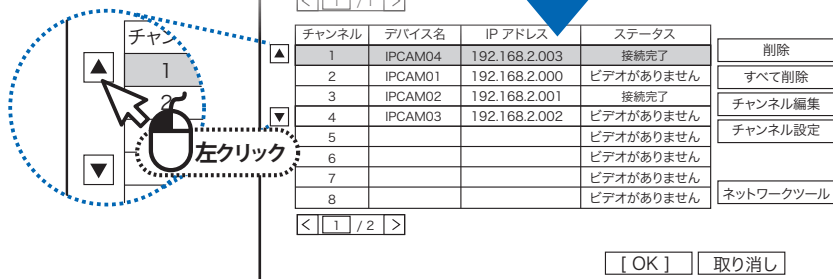 < 1 / 1 >
チャンネル デバイス名 IP アドレス ステータス
▲ 1 IPCAM04 192.168.2.003 接続完了 削除
2 IPCAM01 192.168.2.000 ビデオがありません すべて削除
3 IPCAM02 192.168.2.001 接続完了 チャンネル編集
▼ 4 IPCAM03 192.168.2.002 ビデオがありません チャンネル設定
5 ビデオがありません
6 ビデオがありません
7 ビデオがありません ネットワークツール
8 ビデオがありません
< 1 / 2 >
[ OK ] 取り消し
チャン
▲ 1
2
左クリック
▼